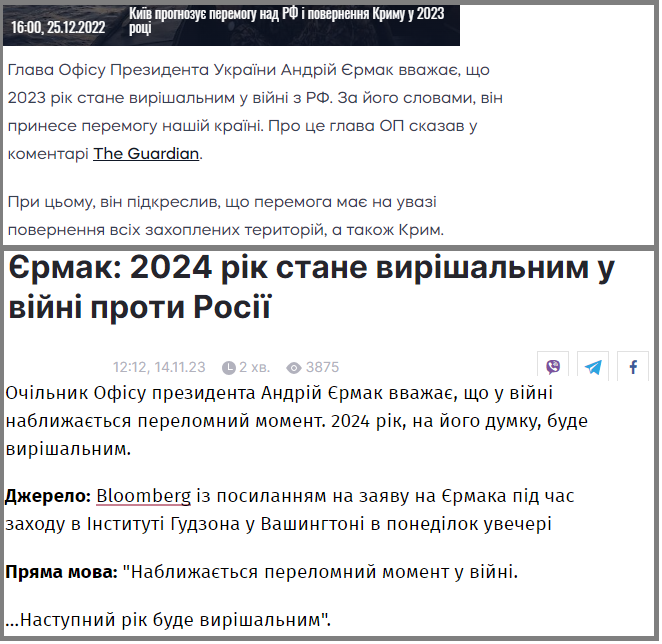 16:00, 25.12.2022
Київ прогнозує перемогу над РФ і повернення Криму у 2023
році
Глава Офісу Президента України Андрій Єрмак вважає, що
2023 рік стане вирішальним у війні з РФ. За його словами, він
принесе перемогу нашій країні. Про це глава ОП сказав у
коментарі The Guardian.
При цьому, він підкреслив, що перемога має на увазі
повернення всіх захоплених територій, а також Крим.
Єрмак: 2024 рік стане вирішальним у
війні проти Росії
12:12, 14.11.23 2 хв. 3875
Очільник Офісу президента Андрій Єрмак вважає, що у війні
наближається переломний момент. 2024 рік, на його думку, буде
вирішальним.
Джерело: Bloomberg із посиланням на заяву на Єрмака під час
заходу в Інституті Гудзона у Вашингтоні в понеділок увечері
Пряма мова: "Наближається переломний момент у війні.
...Наступний рік буде вирішальним".